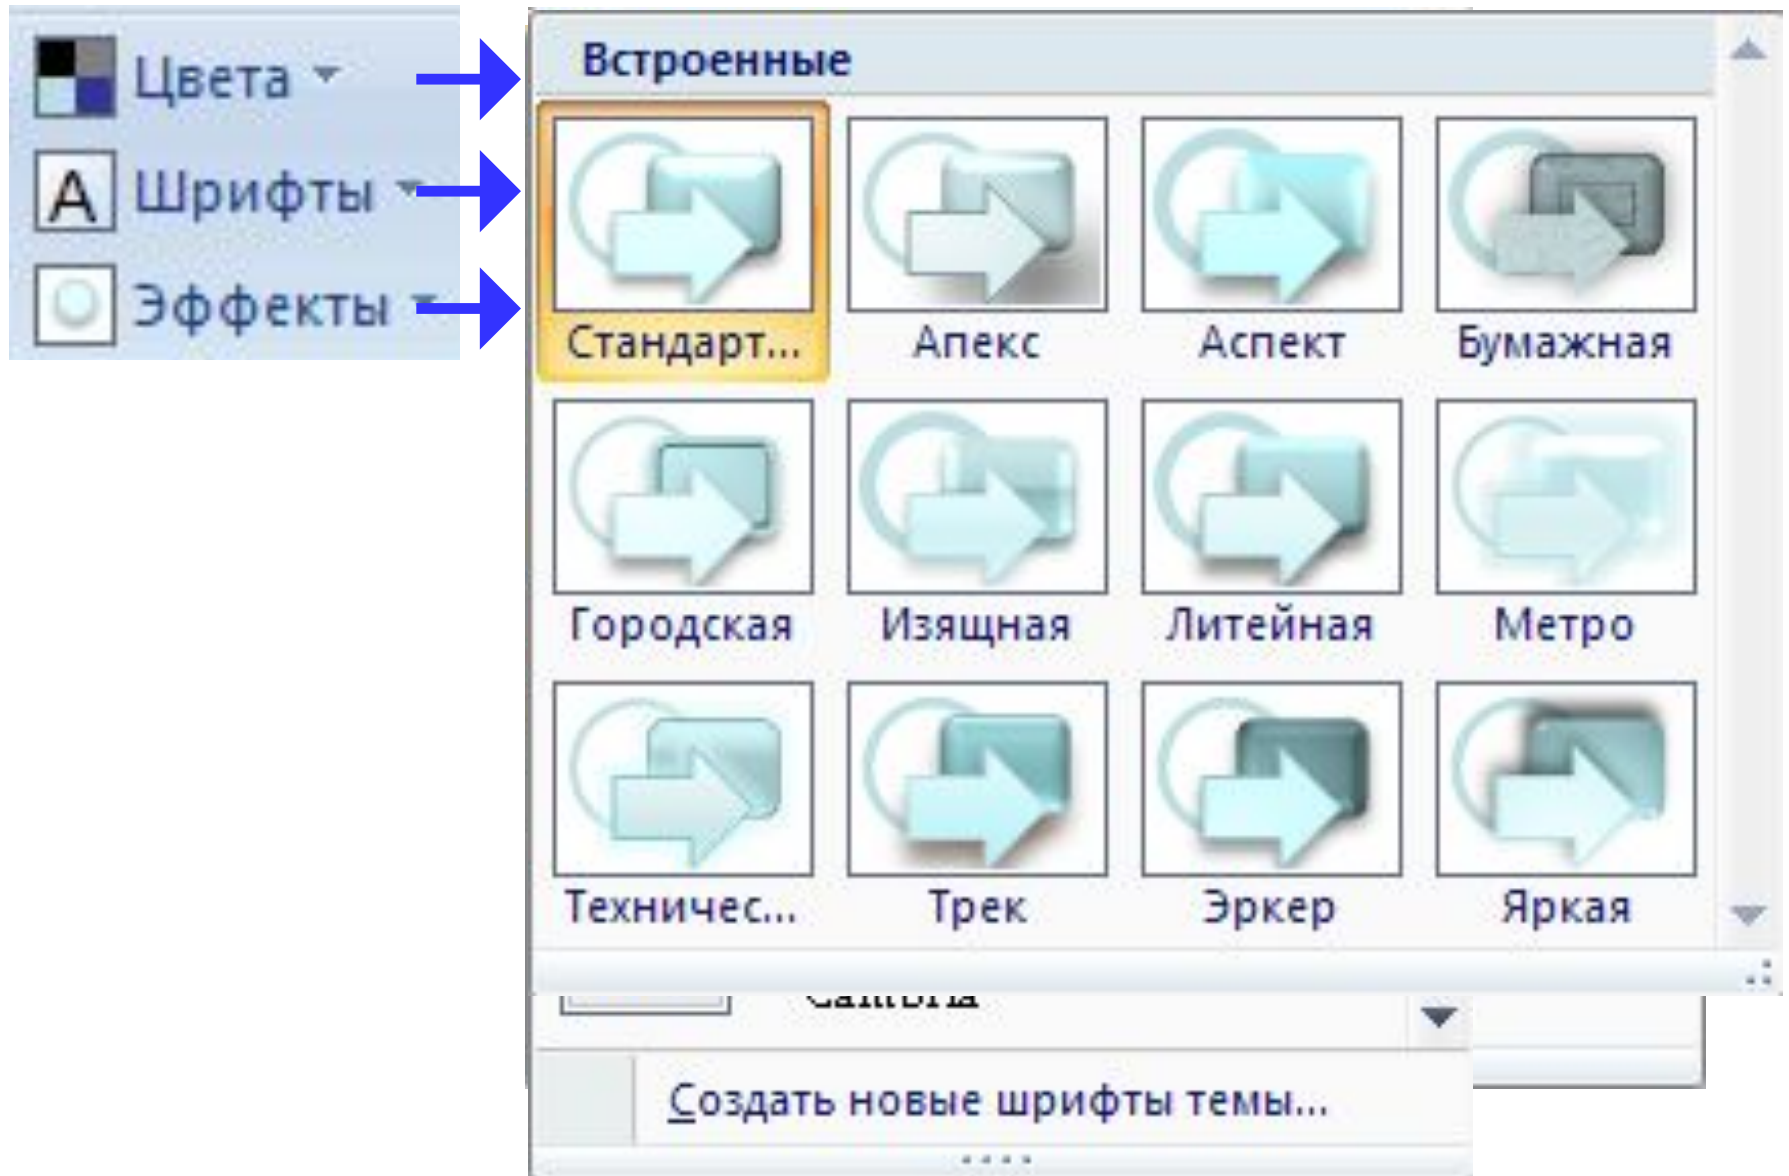 Цвета
Шрифты
Эффекты
Встроенные
Стандарт... Апекс Аспект Бумажная
Городская Изящная Литейная Метро
Техничес... Трек Эркер Яркая
Cambria
Создать новые шрифты темы...